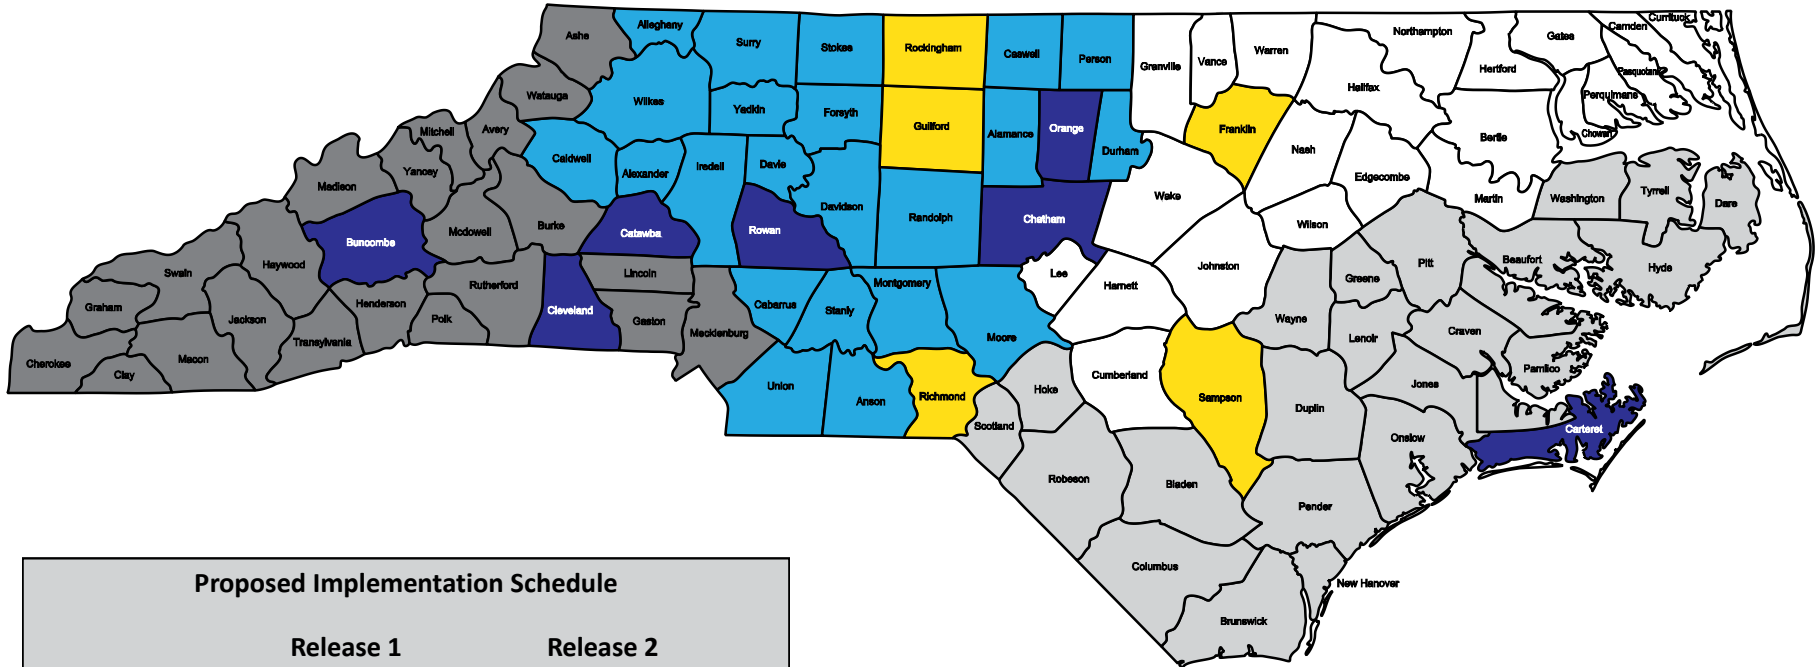 Ashe
Alleghany
Surry
Stokes
Rockingham
Caswell
Person
Granville
Vance
Warren
Northampton
Gates
Camden
Currituck
Hertford
Pasquotank
Perquimans
Chowan
Halifax
Bertie
Watauga
Wilkes
Yadkin
Forsyth
Guilford
Alamance
Orange
Durham
Franklin
Nash
Edgecombe
Martin
Washington
Tyrrell
Dare
Mitchell
Avery
Yancey
Madison
Caldwell
Alexander
Iredell
Davie
Davidson
Randolph
Chatham
Wake
Wilson
Buncombe
Mcdowell
Burke
Catawba
Rowan
Lee
Johnston
Greene
Pitt
Beaufort
Hyde
Swain
Haywood
Lincoln
Montgomery
Harnett
Wayne
Graham
Jackson
Henderson
Polk
Rutherford
Cleveland
Gaston
Mecklenburg
Cabarrus
Stanly
Moore
Lenoir
Craven
Pamlico
Cherokee
Clay
Macon
Transylvania
Union
Anson
Richmond
Hoke
Cumberland
Sampson
Duplin
Jones
Carteret
Scotland
Onslow
Robeson
Bladen
Pender
Columbus
New Hanover
Brunswick
Proposed Implementation Schedule
Release 1 Release 2